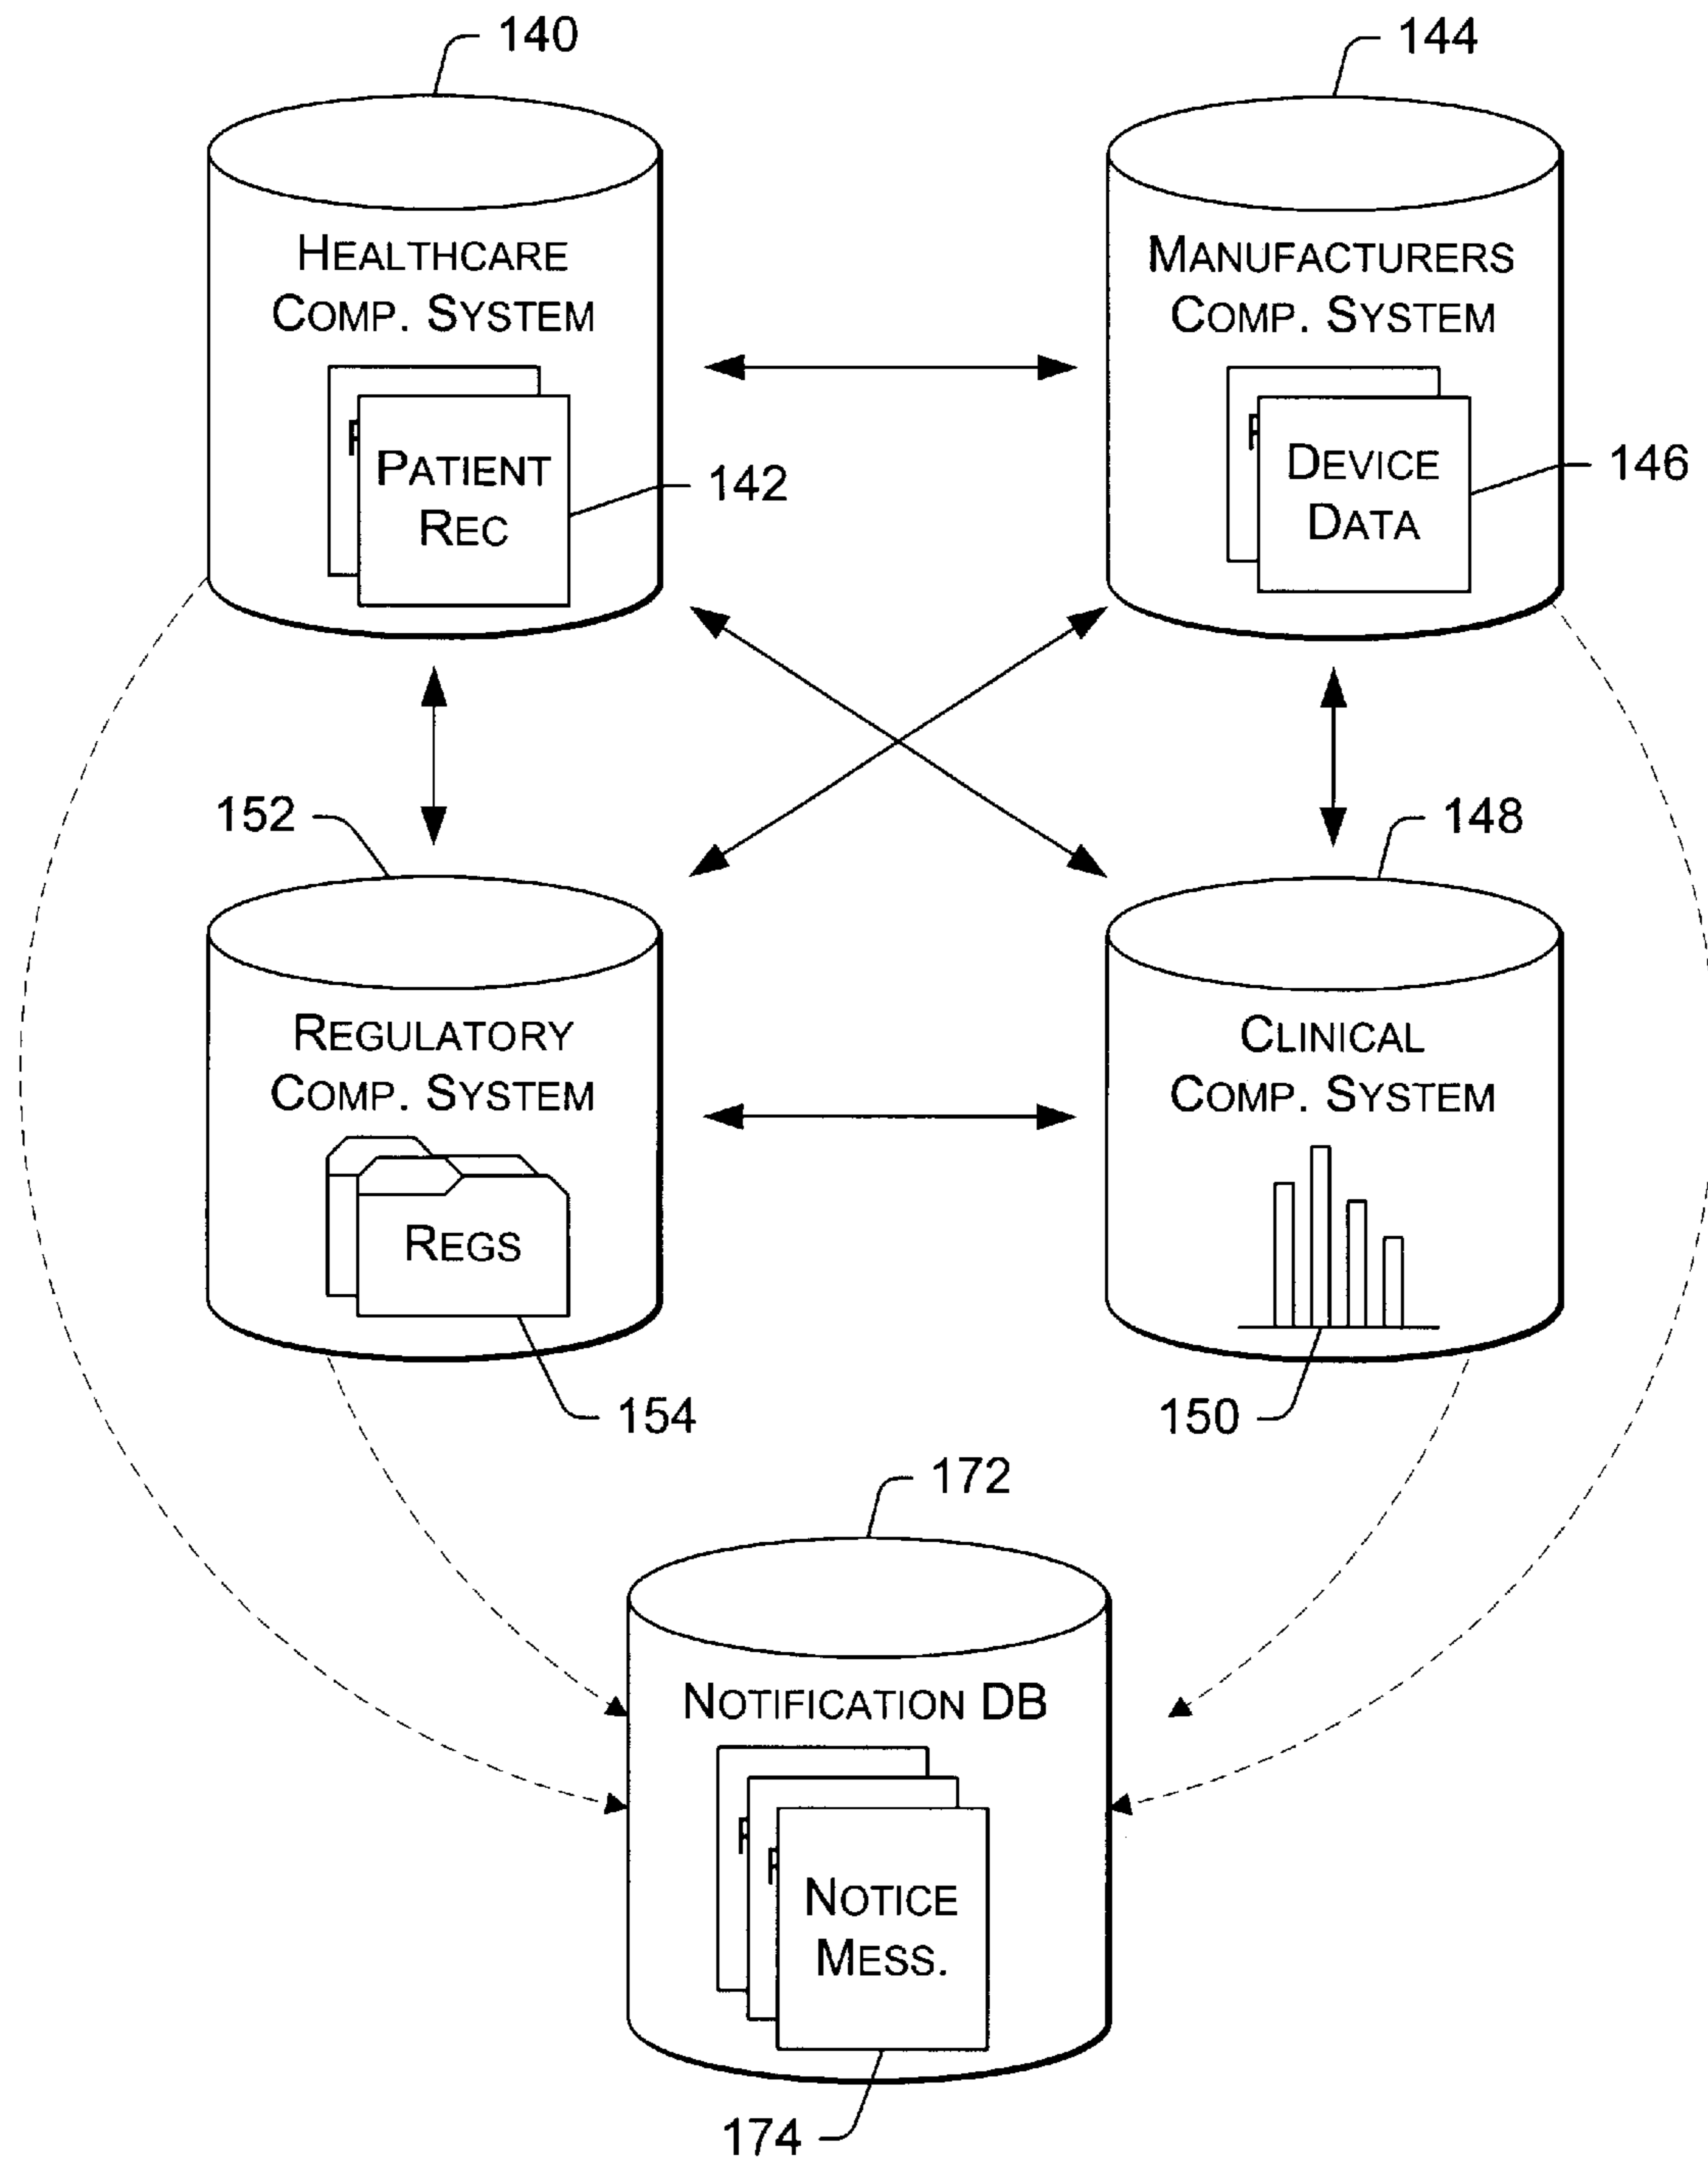 140
144
HEALTHCARE
COMP. SYSTEM
MANUFACTURERS
COMP. SYSTEM
PATIENT
REC
142
DEVICE
DATA
146
152
148
REGULATORY
COMP. SYSTEM
CLINICAL
COMP. SYSTEM
REGS
154
150
172
NOTIFICATION DB
NOTICE
MESS.
174